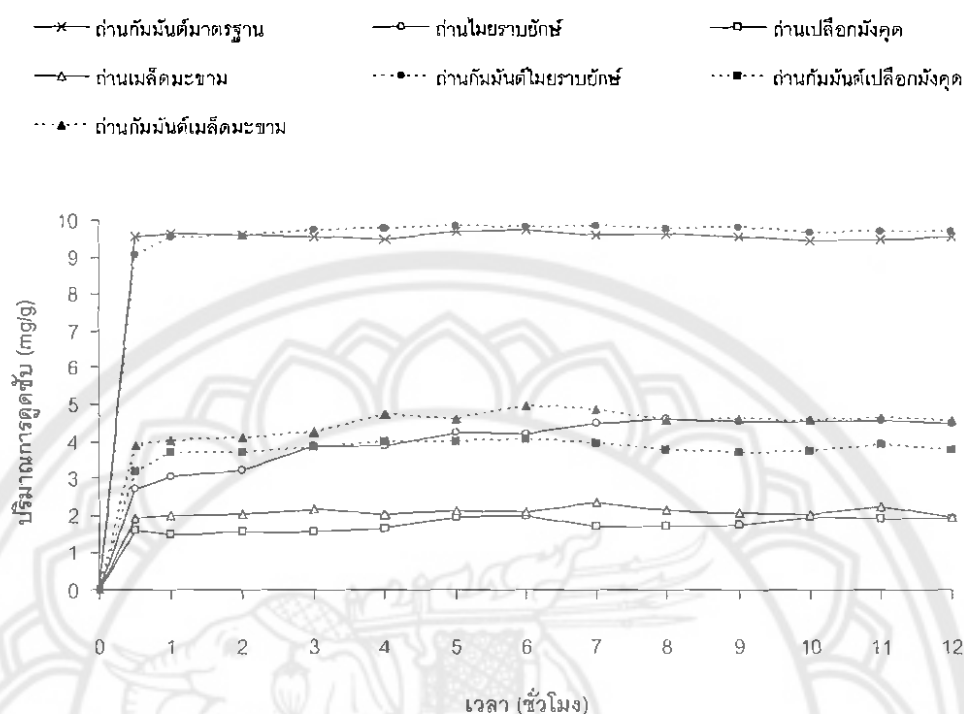 ถ่านกัมมันต์มาตรฐาน ถ่านไมยราบยักษ์ ถ่านเปลือกมังคุด
ถ่านเมล็ดมะขาม ถ่านกัมมันต์ไมยราบยักษ์ ถ่านกัมมันต์เปลือกมังคุด
ถ่านกัมมันต์เมล็ดมะขาม
ปริมาณการดูดซับ (mg/g)
10
9
8
7
6
5
4
3
2
1
0
0 1 2 3 4 5 6 7 8 9 10 11 12
เวลา (ชั่วโมง)